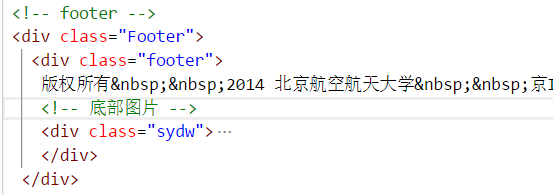 <!-- footer -->
<div class="Footer">
<div class="footer">
版权所有&nbsp;&nbsp;2014 北京航空航天大学&nbsp;&nbsp;京I
<!-- 底部图片 -->
<div class="sydw">…
</div>
</div>